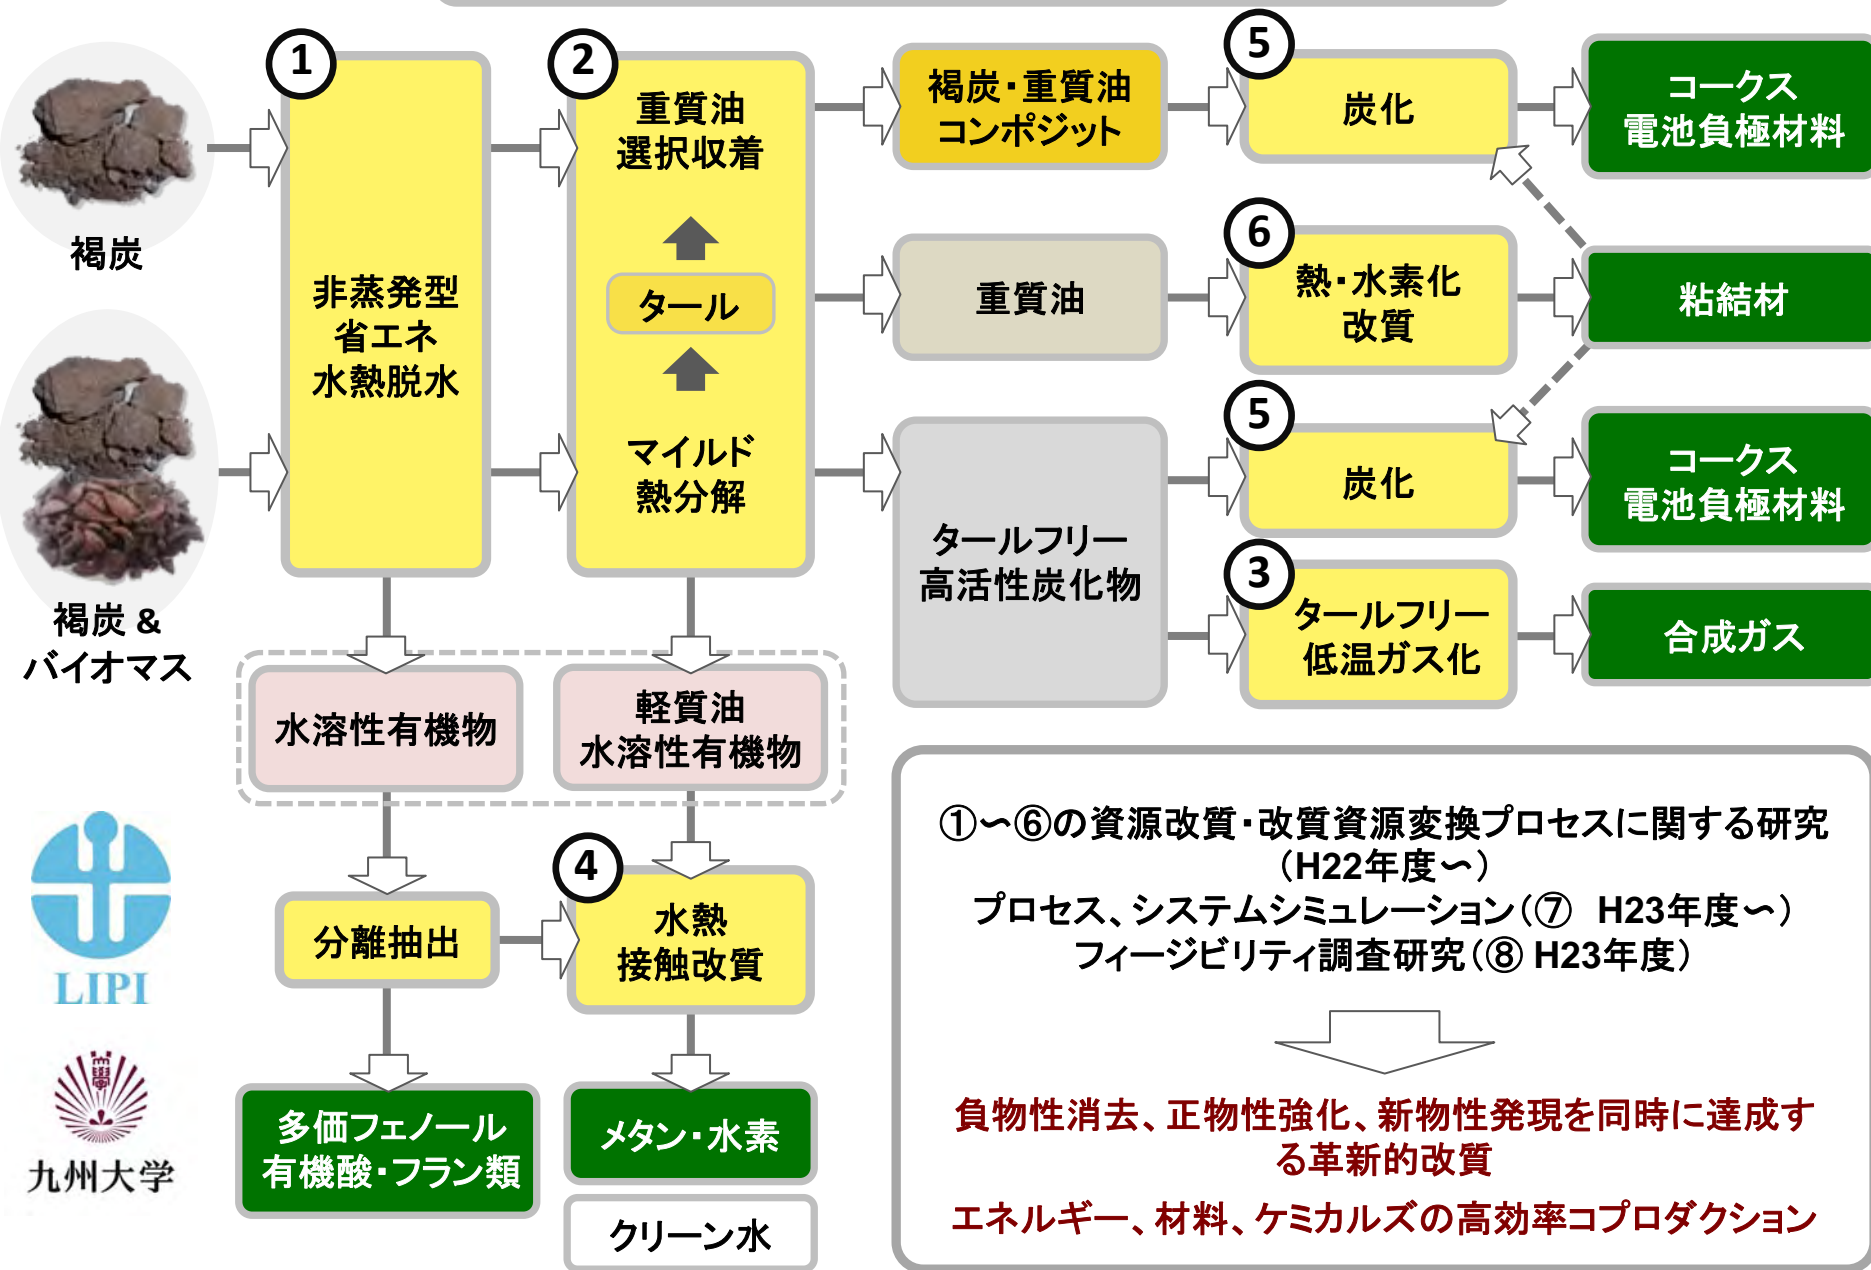 ①
②
重質油
選択収着
褐炭・重質油
コンポジット
⑤
炭化
コークス
電池負極材料
褐炭
非蒸発型
省エネ
水熱脱水
タール
重質油
⑥
熱・水素化
改質
粘結材
マイルド
熱分解
タールフリー
高活性炭化物
⑤
炭化
コークス
電池負極材料
③
タールフリー
低温ガス化
合成ガス
褐炭 &
バイオマス
水溶性有機物
軽質油
水溶性有機物
LIPI
分離抽出
④
水熱
接触改質
九州大学
多価フェノール
有機酸・フラン類
メタン・水素
クリーン水
①～⑥の資源改質・改質資源変換プロセスに関する研究
（H22年度～）
プロセス、システムシミュレーション（⑦　H23年度～）
フィージビリティ調査研究（⑧ H23年度）
負物性消去、正物性強化、新物性発現を同時に達成す
る革新的改質
エネルギー、材料、ケミカルズの高効率コプロダクション